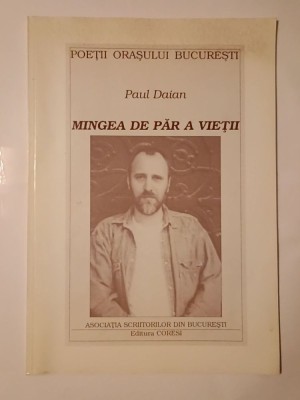 POEȚII ORAȘULUI BUCUREȘTI
Paul Daian
MINGEA DE PĂR A VIEȚII
ASOCIAȚIA SCRIITORILOR DIN BUCUREȘTI
Editura CORESI